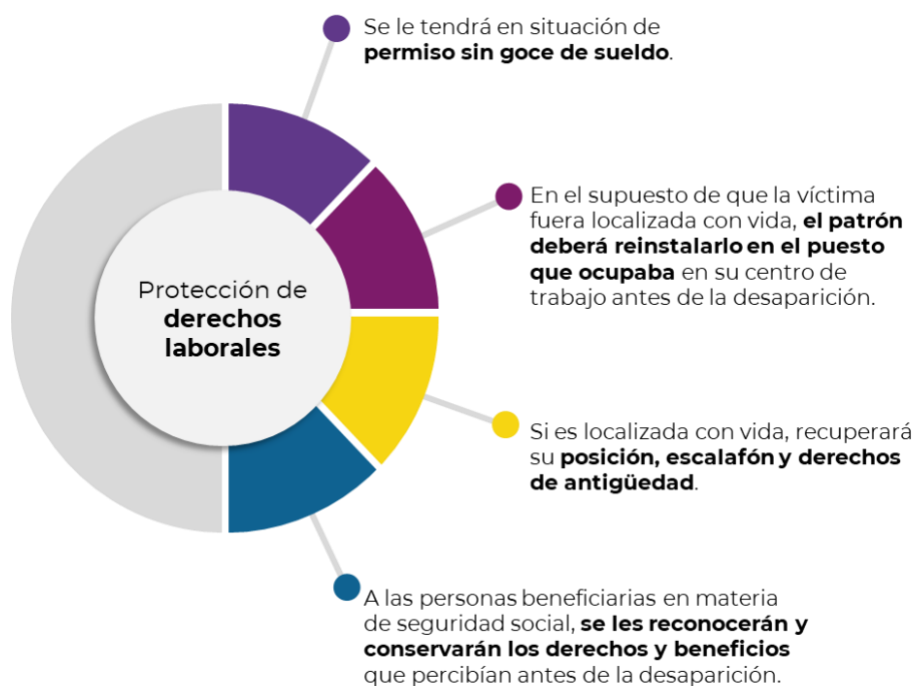 Se le tendrá en situación de
permiso sin goce de sueldo.
En el supuesto de que la víctima
fuera localizada con vida, el patrón
deberá reinstalarlo en el puesto
que ocupaba en su centro de
trabajo antes de la desaparición.
Protección de
derechos
laborales
Si es localizada con vida, recuperará
su posición, escalafón y derechos
de antigüedad.
A las personas beneficiarias en materia
de seguridad social, se les reconocerán y
conservarán los derechos y beneficios
que percibían antes de la desaparición.